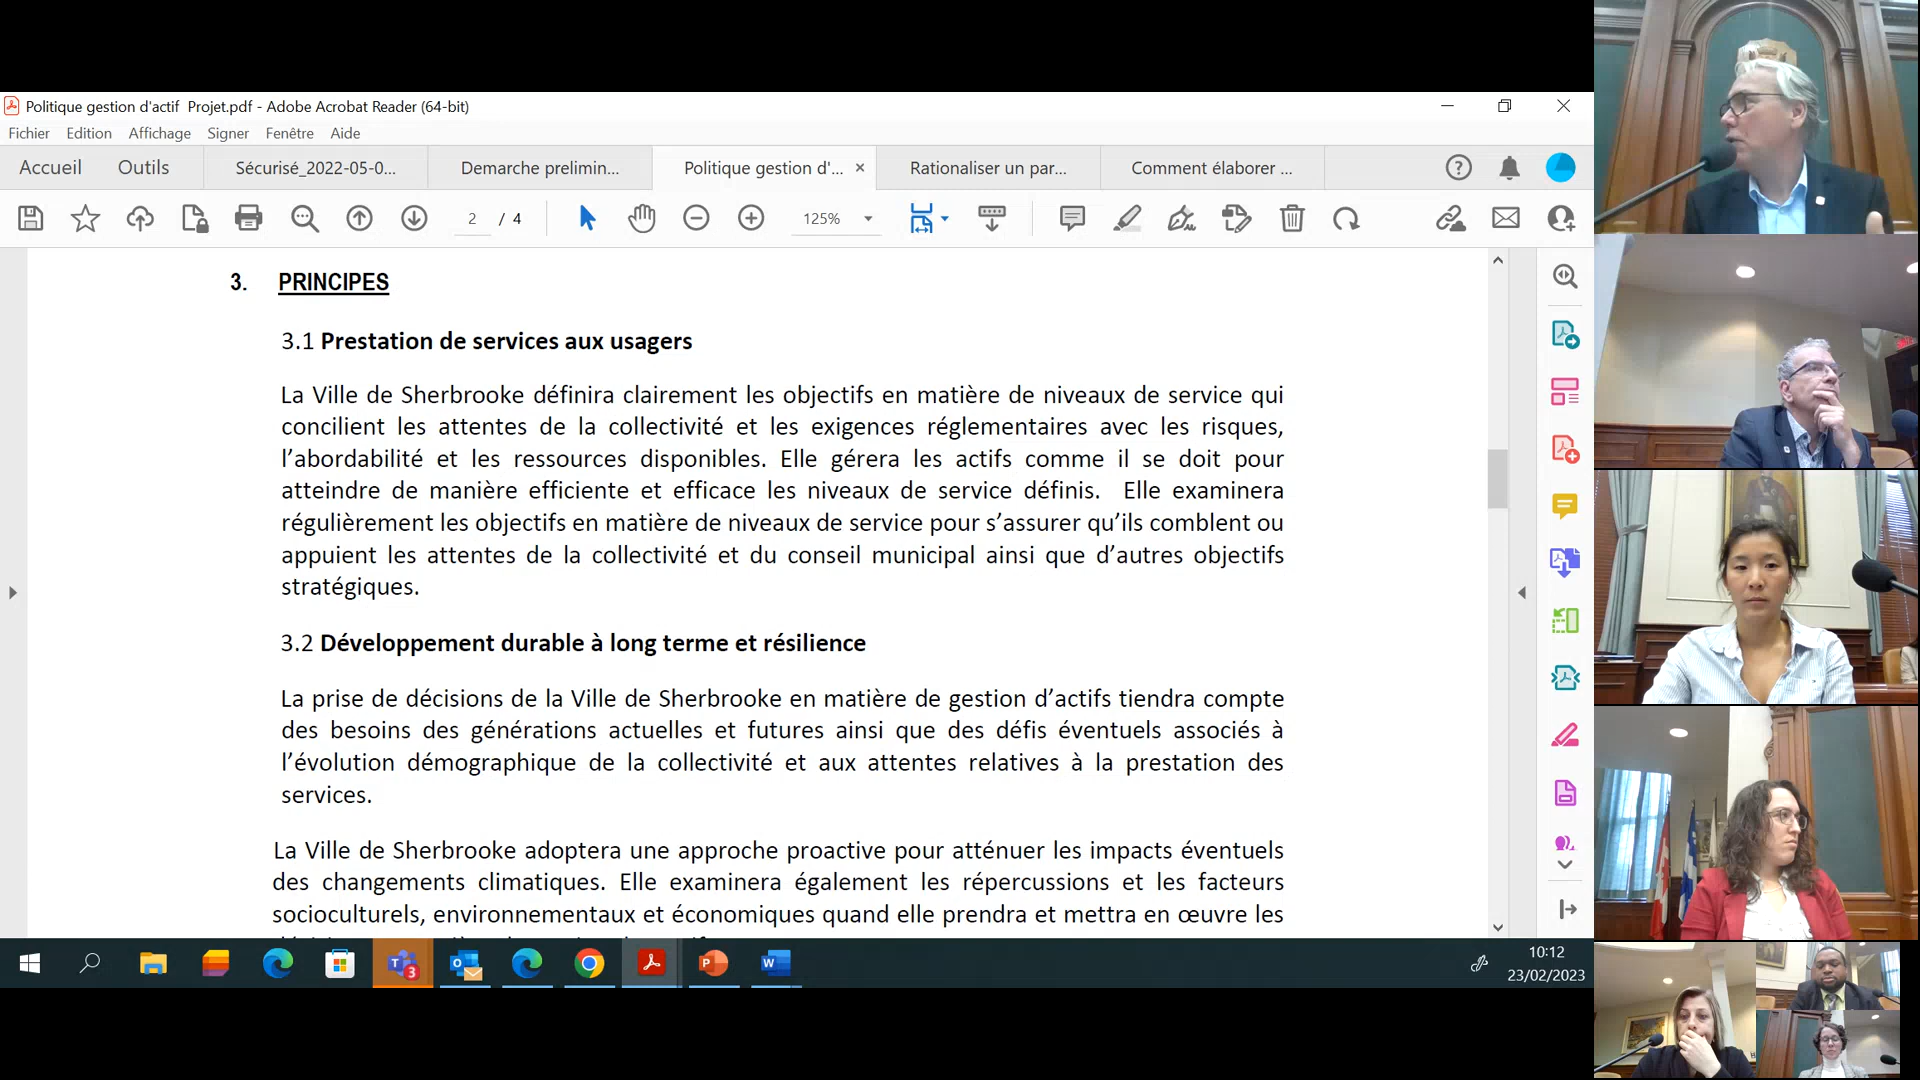 Politique gestion d'actif  Projet.pdf - Adobe Acrobat Reader (64-bit)
Fichier Edition Affichage Signer Fenêtre Aide
Accueil Outils Sécurisé_2022-05-0... Demarche prelimin... Politique gestion d'... × Rationaliser un par... Comment élaborer ...
2 / 4 125%
3. PRINCIPES
3.1 Prestation de services aux usagers
La Ville de Sherbrooke définira clairement les objectifs en matière de niveaux de service qui
concilient les attentes de la collectivité et les exigences réglementaires avec les risques,
l’abordabilité et les ressources disponibles. Elle gérera les actifs comme il se doit pour
atteindre de manière efficiente et efficace les niveaux de service définis.  Elle examinera
régulièrement les objectifs en matière de niveaux de service pour s’assurer qu’ils comblent ou
appuient les attentes de la collectivité et du conseil municipal ainsi que d’autres objectifs
stratégiques.
3.2 Développement durable à long terme et résilience
La prise de décisions de la Ville de Sherbrooke en matière de gestion d’actifs tiendra compte
des besoins des générations actuelles et futures ainsi que des défis éventuels associés à
l’évolution démographique de la collectivité et aux attentes relatives à la prestation des
services.
La Ville de Sherbrooke adoptera une approche proactive pour atténuer les impacts éventuels
des changements climatiques. Elle examinera également les répercussions et les facteurs
socioculturels, environnementaux et économiques quand elle prendra et mettra en œuvre les
3
10:12
23/02/2023